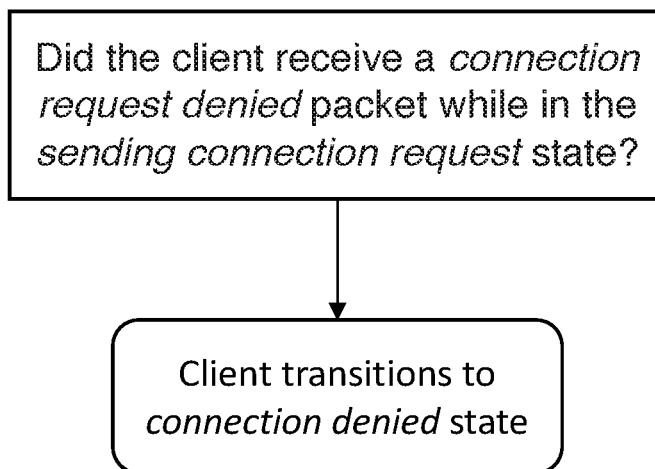 Did the client receive a connection
request denied packet while in the
sending connection request state?
Client transitions to
connection denied state